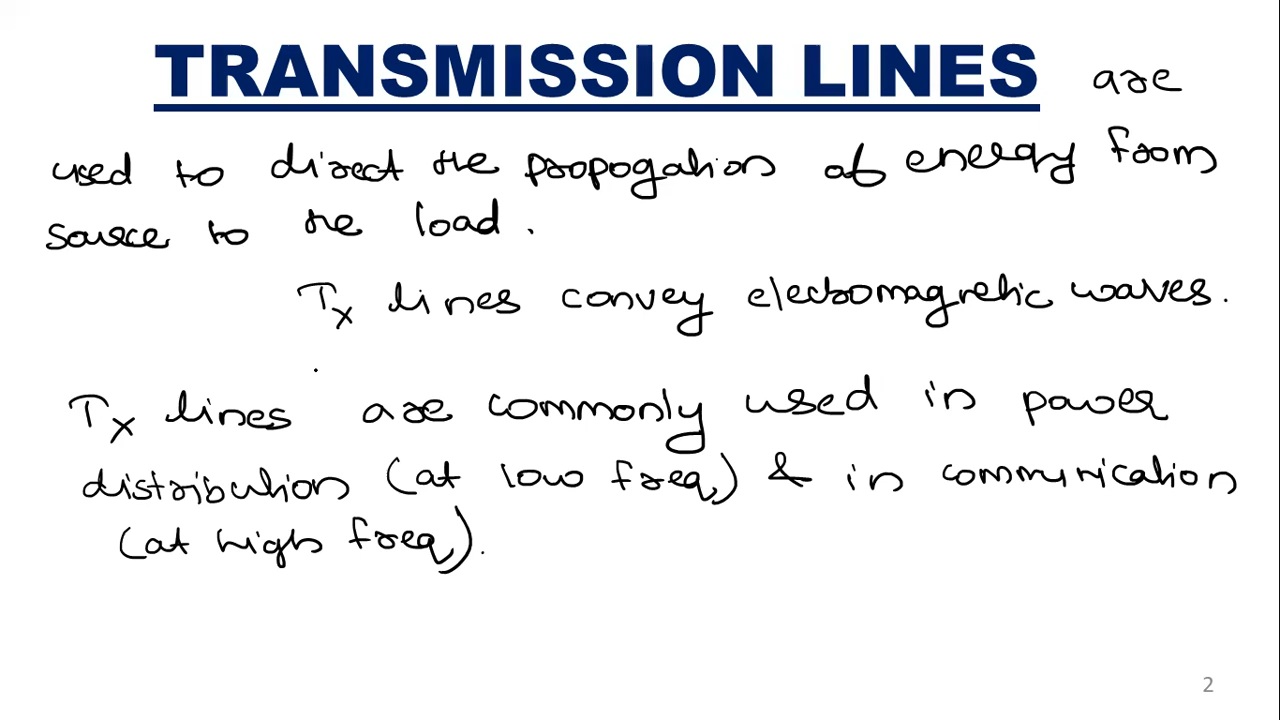 TRANSMISSION LINES are
used to direct the propogation of energy from
source to the load.
Tx lines convey electromagnetic waves.
Tx lines are commonly used in power
distribution (at low freq) & in communication
(at high freq).
2